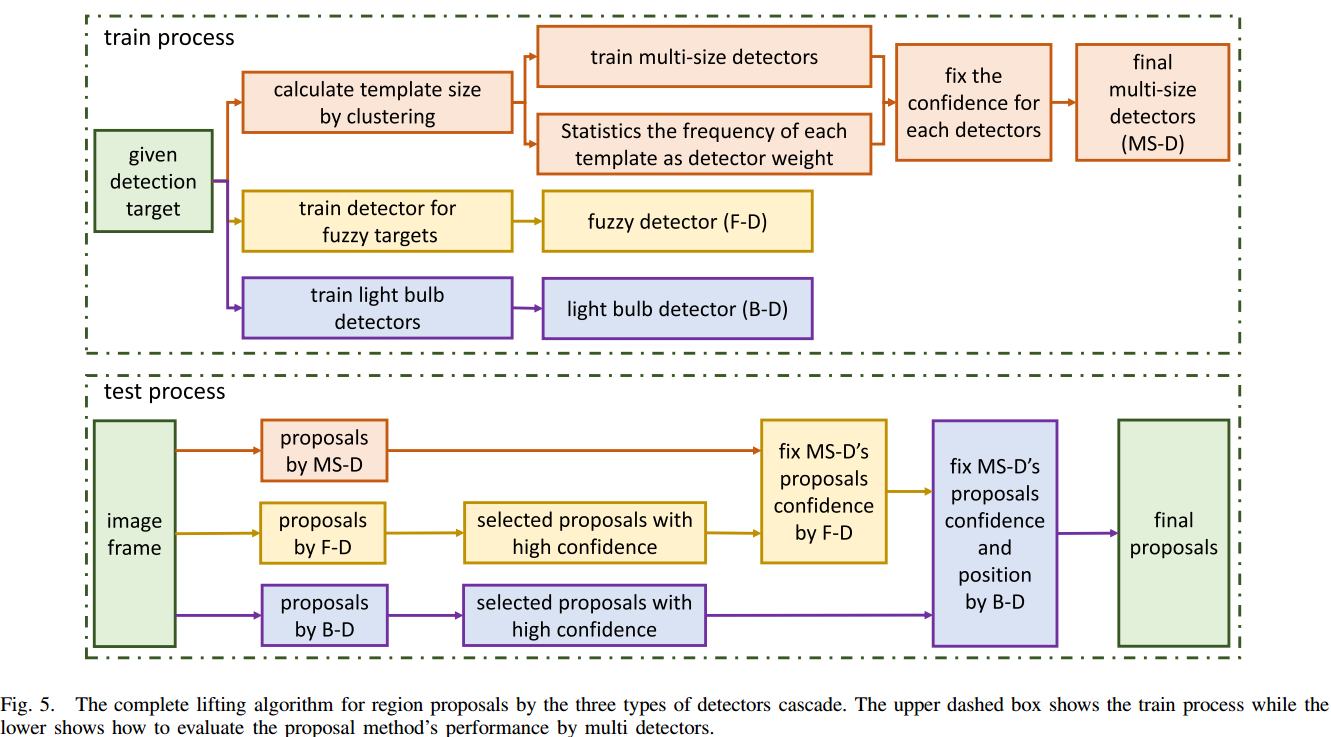 train process
given
detection
target
calculate template size
by clustering
train multi-size detectors
Statistics the frequency of each
template as detector weight
fix the
confidence for
each detectors
final
multi-size
detectors
(MS-D)
train detector for
fuzzy targets
fuzzy detector (F-D)
train light bulb
detectors
light bulb detector (B-D)
test process
image
frame
proposals
by MS-D
proposals
by F-D
selected proposals with
high confidence
proposals
by B-D
selected proposals with
high confidence
fix MS-D’s
proposals
confidence
by F-D
fix MS-D’s
proposals
confidence
and
position
by B-D
final
proposals
Fig. 5. The complete lifting algorithm for region proposals by the three types of detectors cascade. The upper dashed box shows the train process while the
lower shows how to evaluate the proposal method’s performance by multi detectors.